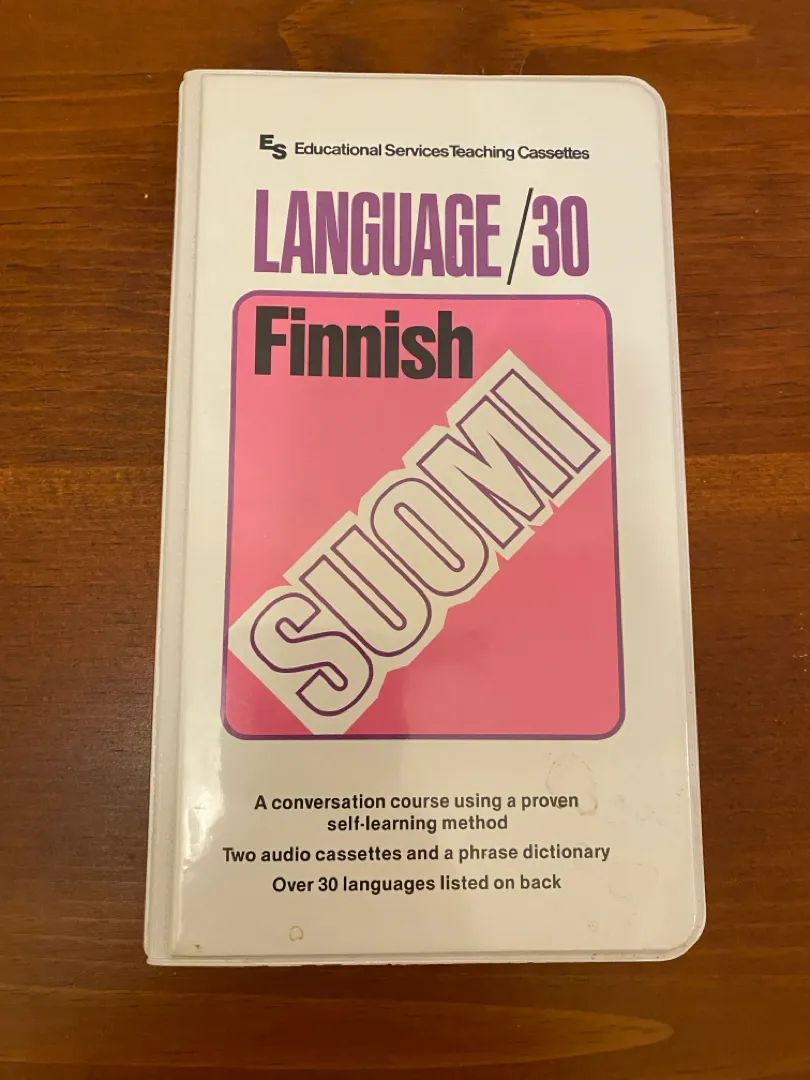 ES Educational Services Teaching Cassettes
LANGUAGE/30
Finnish
SUOMI
A conversation course using a proven
self-learning method
Two audio cassettes and a phrase dictionary
Over 30 languages listed on back